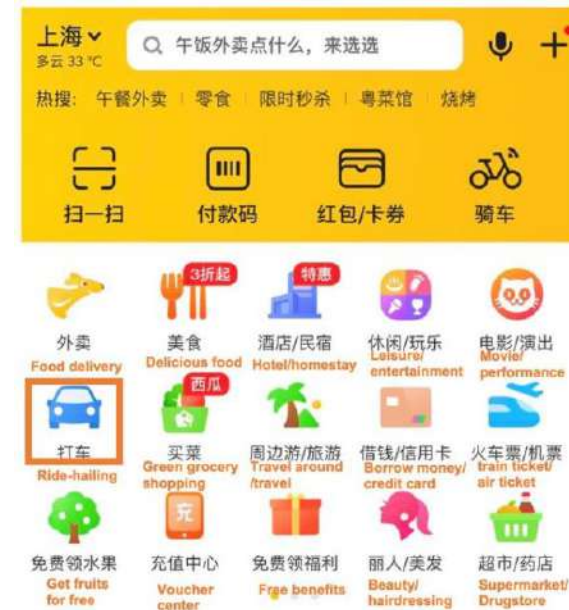 上海
午饭外卖点什么，来选选
多云 33 °C
热搜： 午餐外卖 零食 限时秒杀 粤菜馆 烧烤
扫一扫 付款码 红包/卡券 骑车
3折起 特惠
外卖 美食 酒店/民宿 休闲/玩乐 电影/演出
Food delivery Delicious food Hotel/homestay Leisure/ entertainment Movie/ performance
西瓜
打车 买菜 周边游/旅游 借钱/信用卡 火车票/机票
Ride-hailing Green grocery shopping Travel around /travel Borrow money/ credit card train ticket/ air ticket
充
免费领水果 充值中心 免费领福利 丽人/美发 超市/药店
Get fruits for free Voucher center Free benefits Beauty/ hairdressing Supermarket/ Drugstore